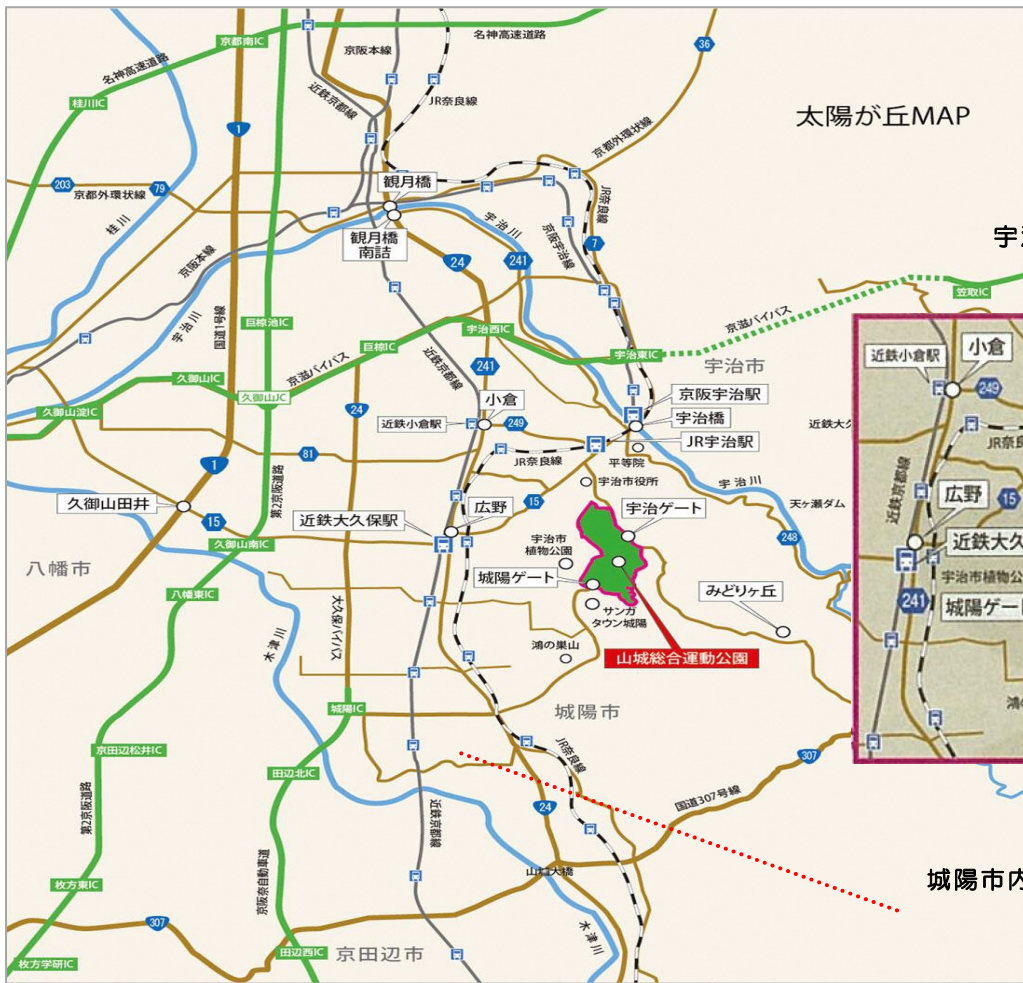 名神高速道路
京都南IC
京阪本線
36
名神高速道路
近鉄京都線
JR奈良線
桂川IC
太陽が丘MAP
1
京都外環状線
203
79
京都外環状線
観月橋
JR奈良線
桂川
宇治川
観月橋
南詰
京阪宇治線
7
宇
京阪本線
24
241
笠取IC
宇治川
国道1号線
巨椋池IC
宇治西IC
京滋バイパス
巨椋IC
宇治東IC
近鉄京都線
宇治市
京滋バイパス
久御山IC
241
久御山JC
京阪宇治駅
小倉
久御山淀IC
24
近鉄小倉駅
249
宇治橋
JR宇治駅
81
JR奈良線
平等院
1
宇治市役所
宇治川
第2京阪道路
15
天ヶ瀬ダム
久御山田井
近鉄大久保駅
広野
宇治ゲート
15
248
久御山南IC
宇治市
植物公園
八幡市
城陽ゲート
みどりヶ丘
八幡東IC
大久保バイパス
サンガ
タウン城陽
木津川
鴻の巣山
山城総合運動公園
城陽IC
城陽市
京田辺松井IC
JR奈良線
307
田辺北IC
第2京阪道路
24
国道307号線
近鉄京都線
京阪奈自動車道
山城大橋
枚方東IC
城陽市内
307
木津川
田辺西IC
京田辺市
枚方学研IC
近鉄小倉駅
小倉
249
近鉄大
JR奈良
近鉄京都線
広野
15
近鉄大久
宇治市植物公
241
城陽ゲー
鴻